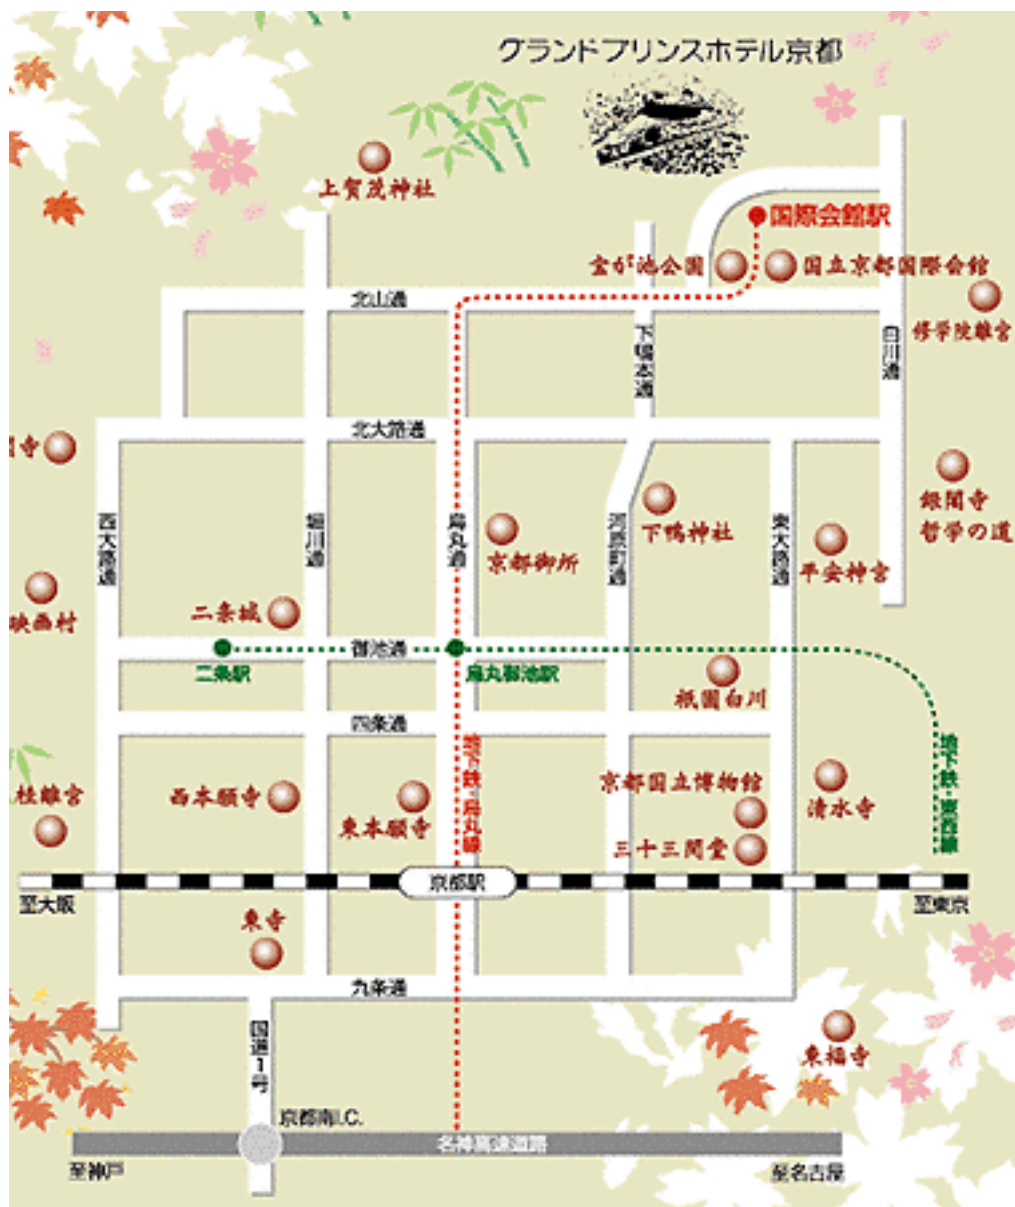 グランドプリンスホテル京都
上賀茂神社
国際会館駅
宝が池公園
国立京都国際会館
修学院離宮
北山通
下鴨本通
白川通
北大路通
閣寺
銀閣寺
哲学の道
西大路通
堀川通
烏丸通
河原町通
東大路通
下鴨神社
京都御所
平安神宮
映画村
二条城
御池通
二条駅
烏丸御池駅
祇園白川
四条通
地下鉄・烏丸線
地下鉄・東西線
桂離宮
西本願寺
東本願寺
京都国立博物館
清水寺
三十三間堂
京都駅
至大阪
至東京
東寺
九条通
国道1号
東福寺
京都南I.C.
名神高速道路
至神戸
至名古屋